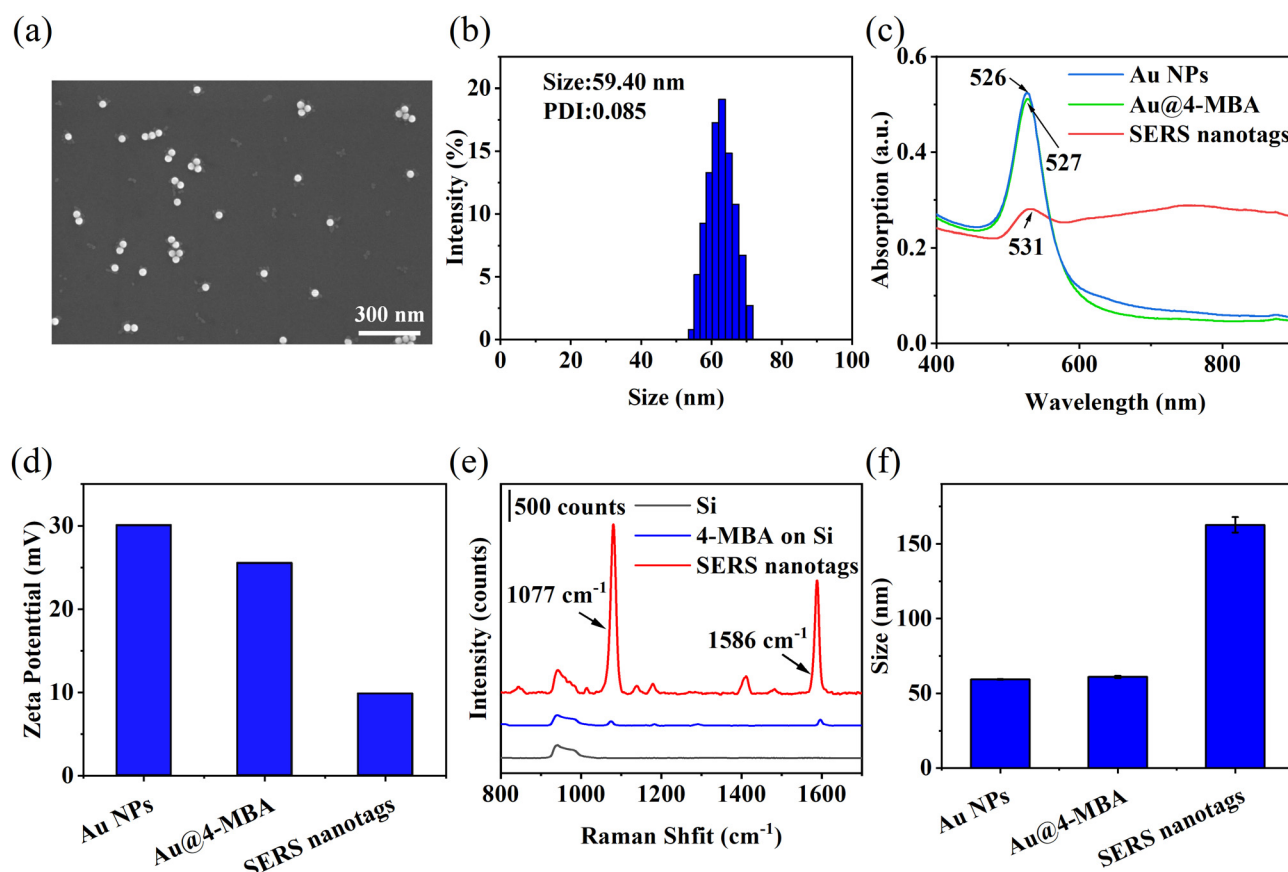 (a)
300 nm
(b)
Size:59.40 nm
PDI:0.085
Intensity (%)
20
15
10
5
0
0 20 40 60 80 100
Size (nm)
(c)
Absorption (a.u.)
0.6
0.4
0.2
0.0
526
527
531
Au NPs
Au@4-MBA
SERS nanotags
400 600 800
Wavelength (nm)
(d)
Zeta Potenttial (mV)
30
20
10
0
Au NPs
Au@4-MBA
SERS nanotags
(e)
Intensity (counts)
500 counts
Si
4-MBA on Si
SERS nanotags
1077 cm⁻¹
1586 cm⁻¹
800 1000 1200 1400 1600
Raman Shfit (cm⁻¹)
(f)
Size (nm)
150
100
50
0
Au NPs
Au@4-MBA
SERS nanotags